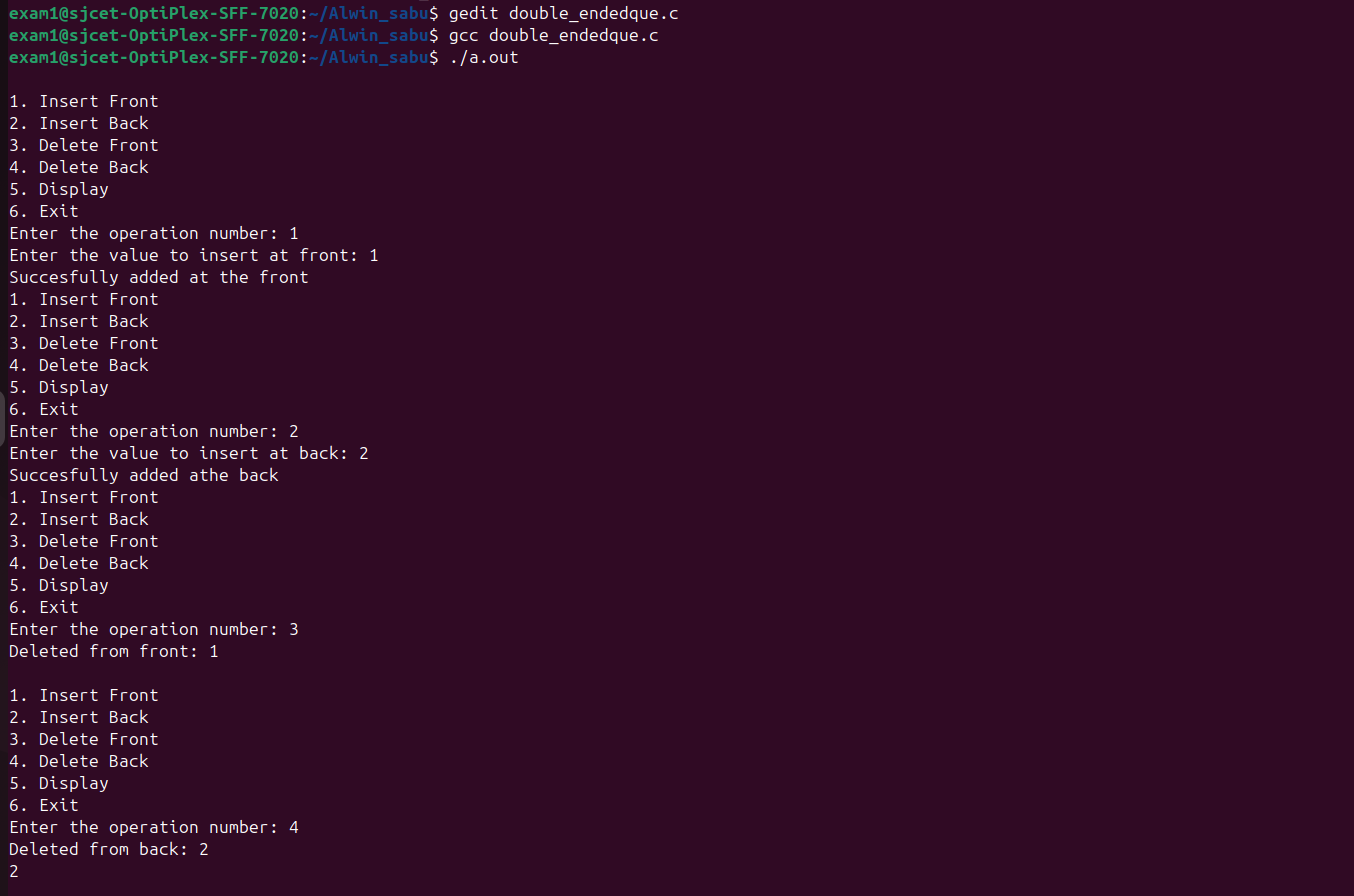 exam1@sjcet-OptiPlex-SFF-7020:~/Alwin_sabu$ gedit double_endedque.c
exam1@sjcet-OptiPlex-SFF-7020:~/Alwin_sabu$ gcc double_endedque.c
exam1@sjcet-OptiPlex-SFF-7020:~/Alwin_sabu$ ./a.out

1. Insert Front
2. Insert Back
3. Delete Front
4. Delete Back
5. Display
6. Exit
Enter the operation number: 1
Enter the value to insert at front: 1
Succesfully added at the front
1. Insert Front
2. Insert Back
3. Delete Front
4. Delete Back
5. Display
6. Exit
Enter the operation number: 2
Enter the value to insert at back: 2
Succesfully added athe back
1. Insert Front
2. Insert Back
3. Delete Front
4. Delete Back
5. Display
6. Exit
Enter the operation number: 3
Deleted from front: 1

1. Insert Front
2. Insert Back
3. Delete Front
4. Delete Back
5. Display
6. Exit
Enter the operation number: 4
Deleted from back: 2
2